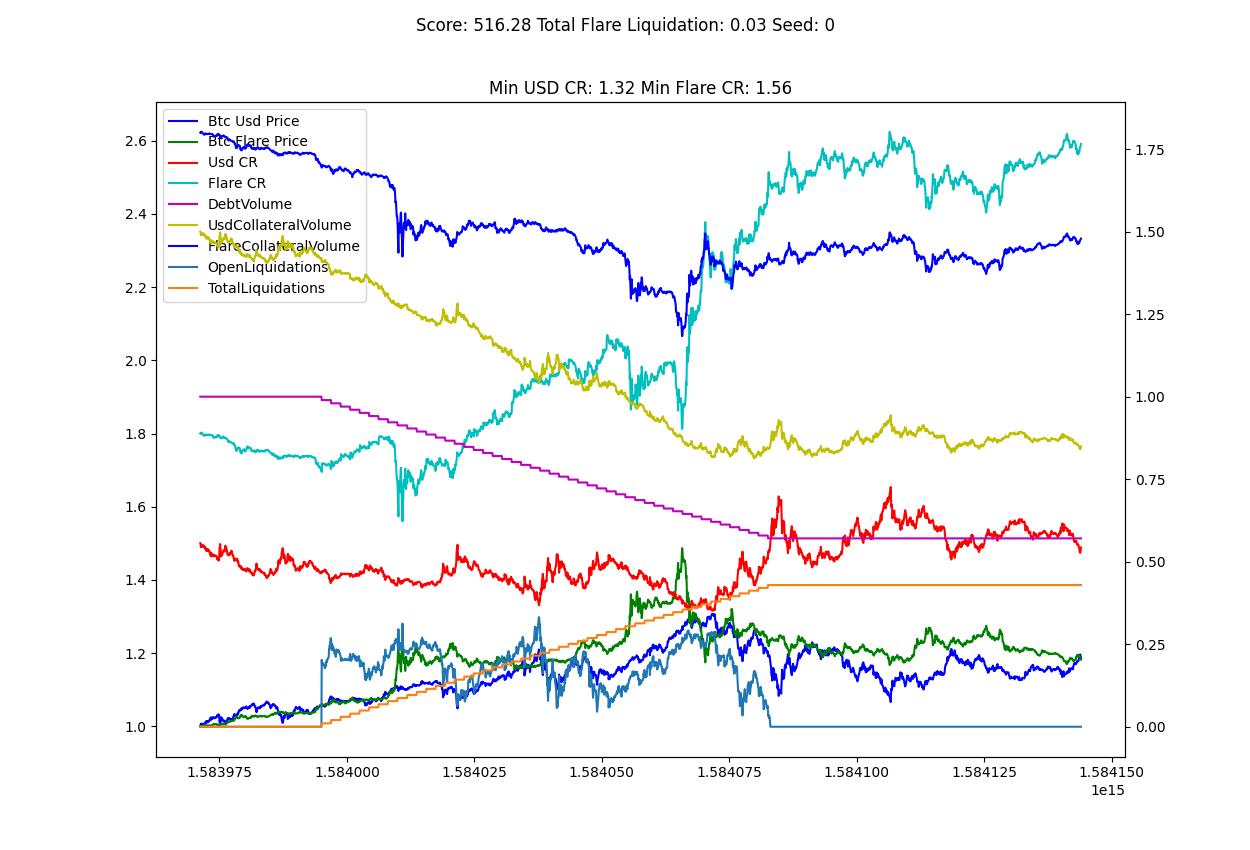 Score: 516.28 Total Flare Liquidation: 0.03 Seed: 0
Min USD CR: 1.32 Min Flare CR: 1.56
Btc Usd Price
Btc Flare Price
Usd CR
Flare CR
DebtVolume
UsdCollateralVolume
FlareCollateralVolume
OpenLiquidations
TotalLiquidations
2.6
2.4
2.2
2.0
1.8
1.6
1.4
1.2
1.0
1.75
1.50
1.25
1.00
0.75
0.50
0.25
0.00
1.583975 1.584000 1.584025 1.584050 1.584075 1.584100 1.584125 1.584150
1e15